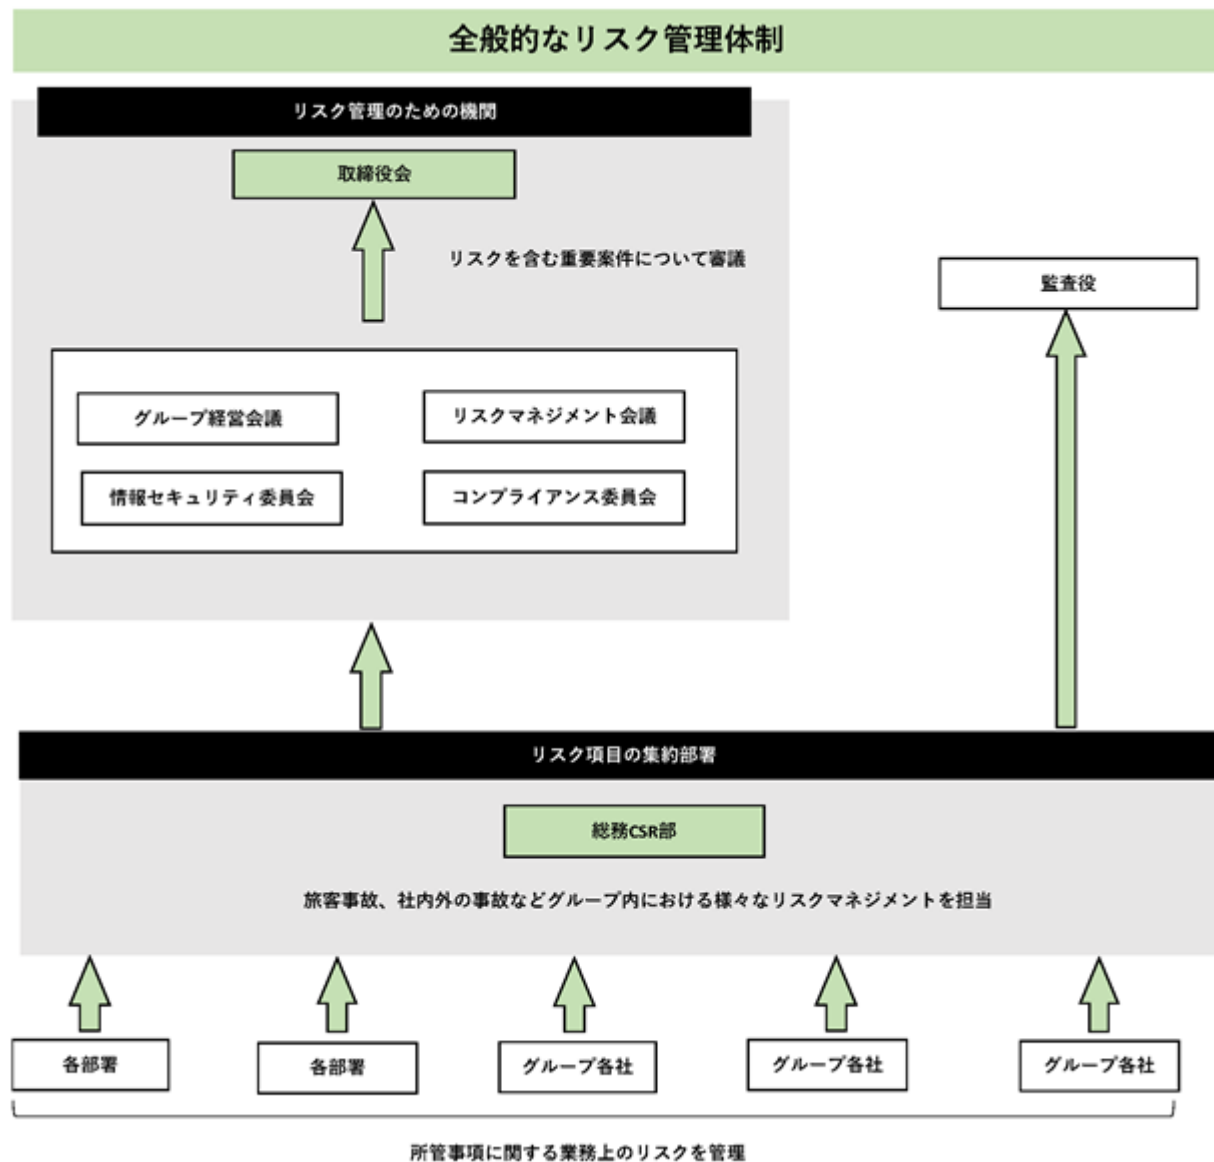 全般的なリスク管理体制
リスク管理のための機関
取締役会
リスクを含む重要案件について審議
監査役
グループ経営会議
リスクマネジメント会議
情報セキュリティ委員会
コンプライアンス委員会
リスク項目の集約部署
総務CSR部
旅客事故、社内外の事故などグループ内における様々なリスクマネジメントを担当
各部署
各部署
グループ各社
グループ各社
グループ各社
所管事項に関する業務上のリスクを管理